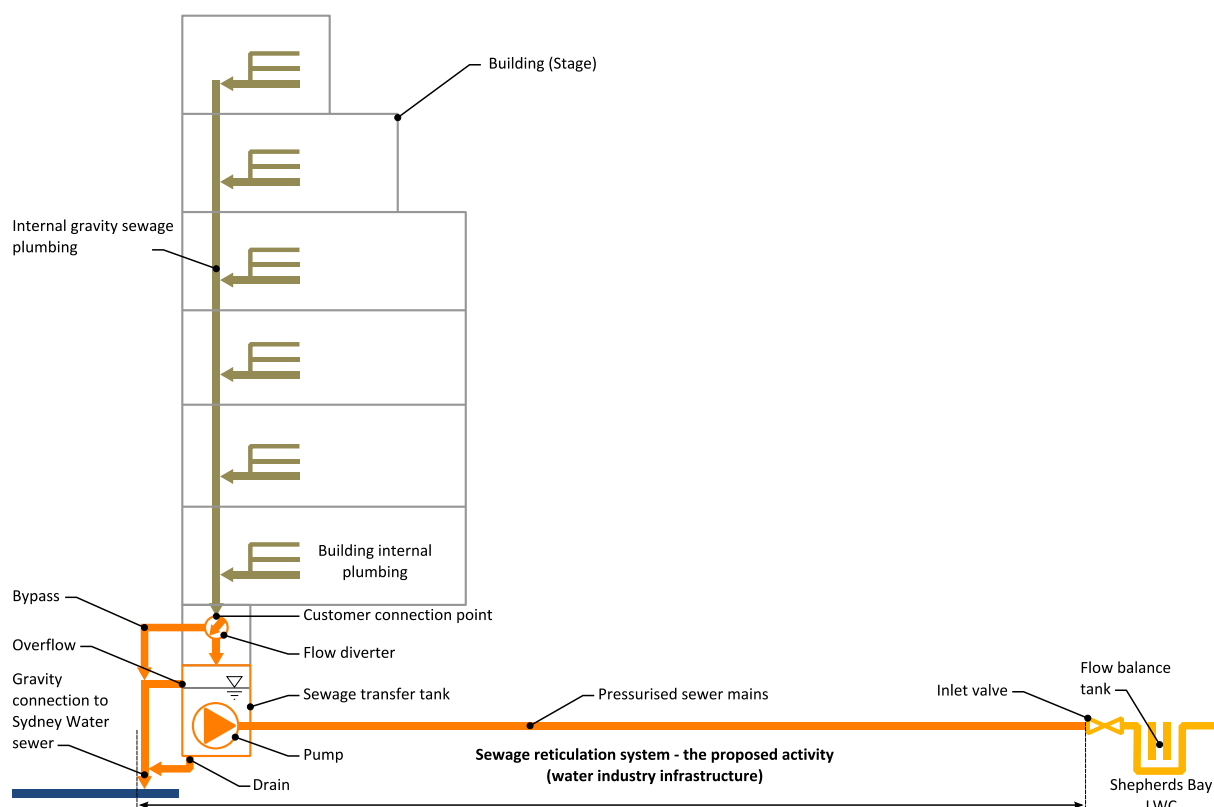 Building (Stage)
Internal gravity sewage
plumbing
Building internal
plumbing
Bypass
Customer connection point
Overflow
Flow diverter
Gravity
connection to
Sydney Water
sewer
Sewage transfer tank
Pressurised sewer mains
Inlet valve
Flow balance
tank
Pump
Sewage reticulation system - the proposed activity
(water industry infrastructure)
Drain
Shepherds Bay
LWC